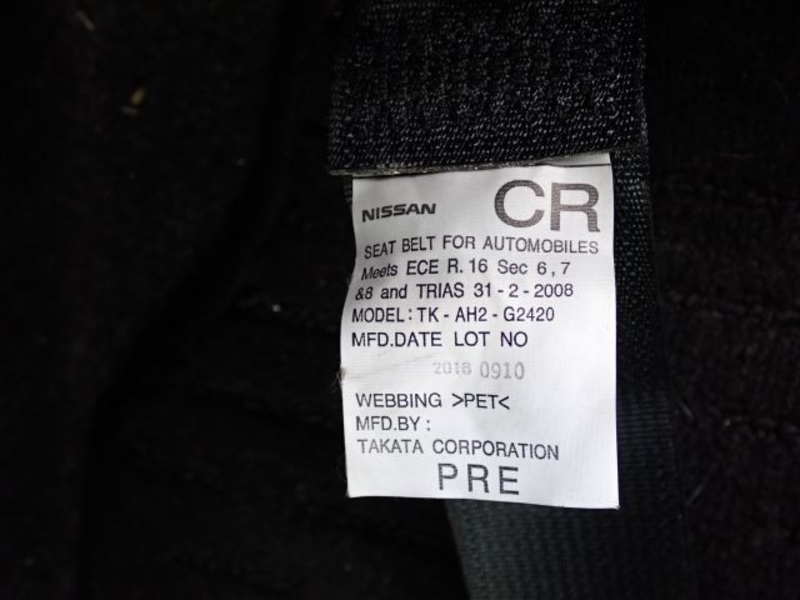 NISSAN CR
SEAT BELT FOR AUTOMOBILES
Meets ECE R. 16 Sec 6,7
&8 and TRIAS 31-2-2008
MODEL: TK-AH2-G2420
MFD.DATE LOT NO
2016 0910
WEBBING >PET<
MFD.BY:
TAKATA CORPORATION
PRE